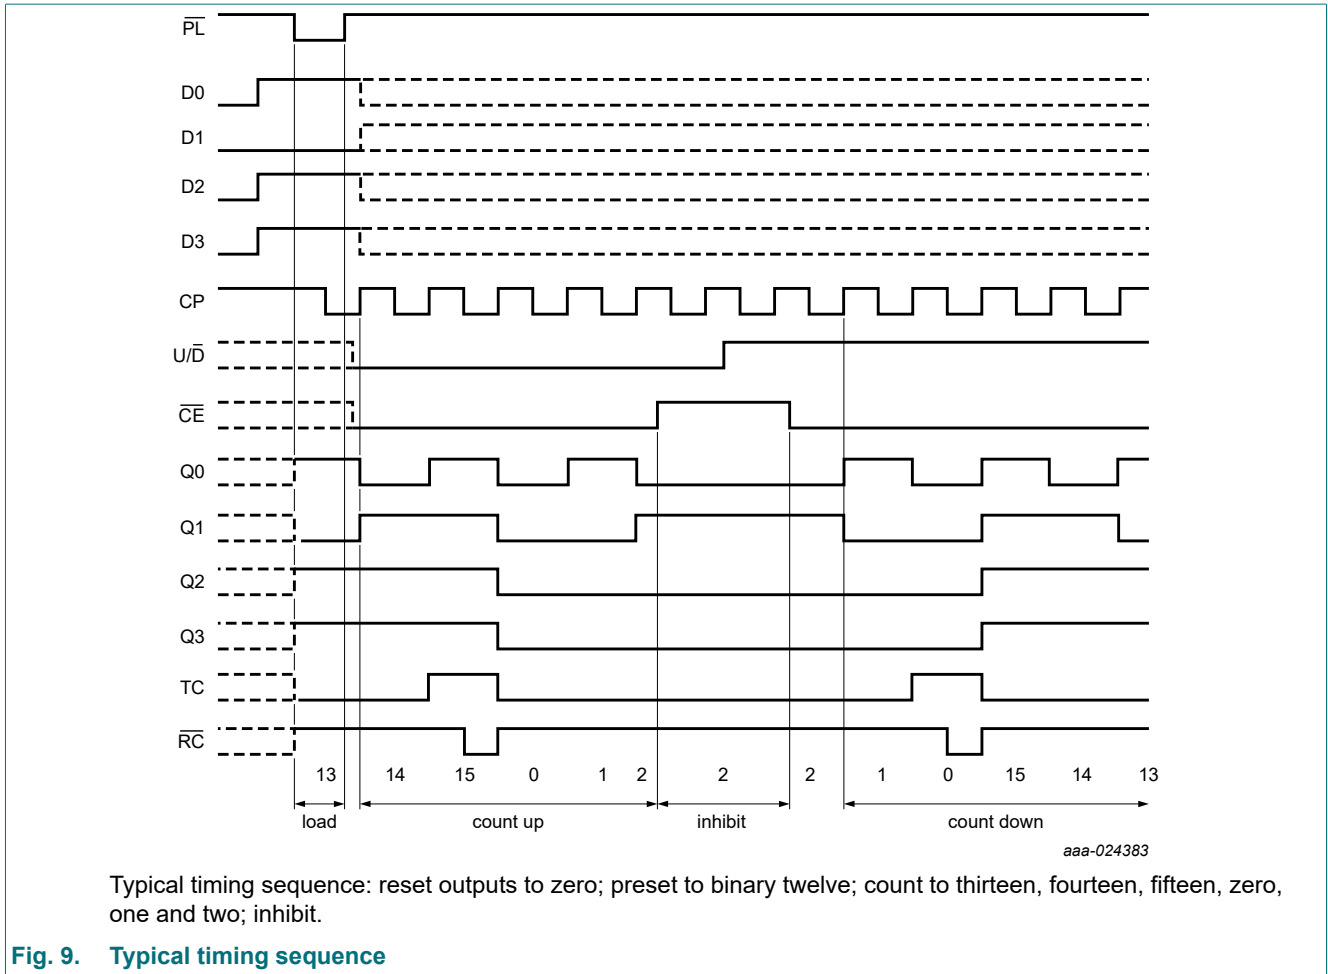 P̅L̅
D0
D1
D2
D3
CP
U/D̅
C̅E̅
Q0
Q1
Q2
Q3
TC
R̅C̅
13 14 15 0 1 2 2 2 1 0 15 14 13
load count up inhibit count down
aaa-024383
Typical timing sequence: reset outputs to zero; preset to binary twelve; count to thirteen, fourteen, fifteen, zero,
one and two; inhibit.
Fig. 9. Typical timing sequence